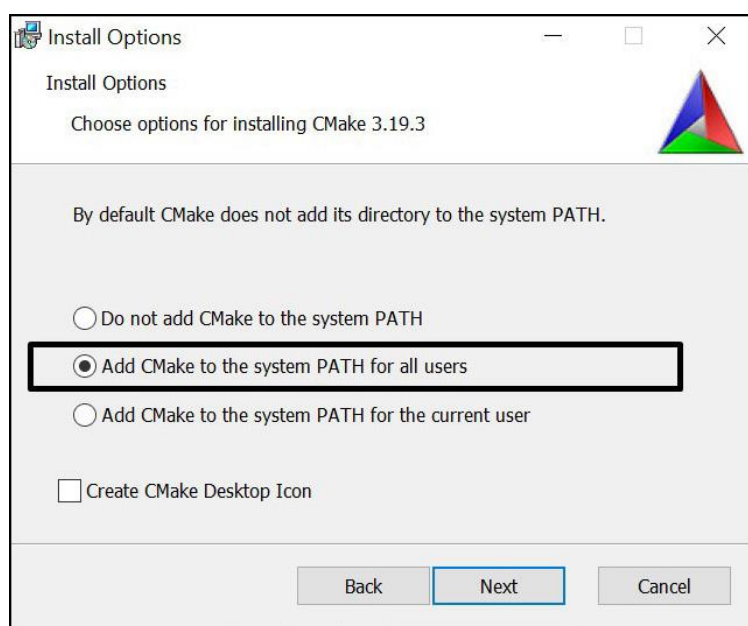 Install Options
Install Options
Choose options for installing CMake 3.19.3
By default CMake does not add its directory to the system PATH.
Do not add CMake to the system PATH
Add CMake to the system PATH for all users
Add CMake to the system PATH for the current user
Create CMake Desktop Icon
Back Next Cancel